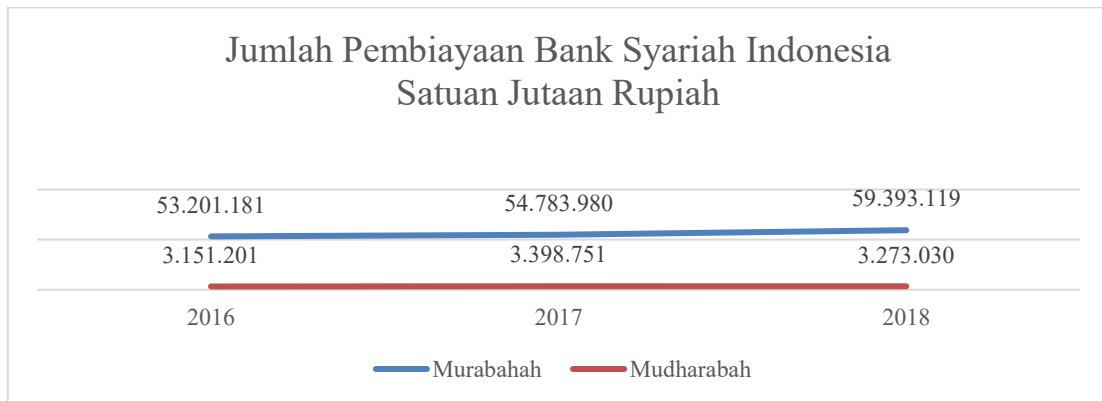 Jumlah Pembiayaan Bank Syariah Indonesia
Satuan Jutaan Rupiah
53.201.181 54.783.980 59.393.119
3.151.201 3.398.751 3.273.030
2016 2017 2018
Murabahah Mudharabah